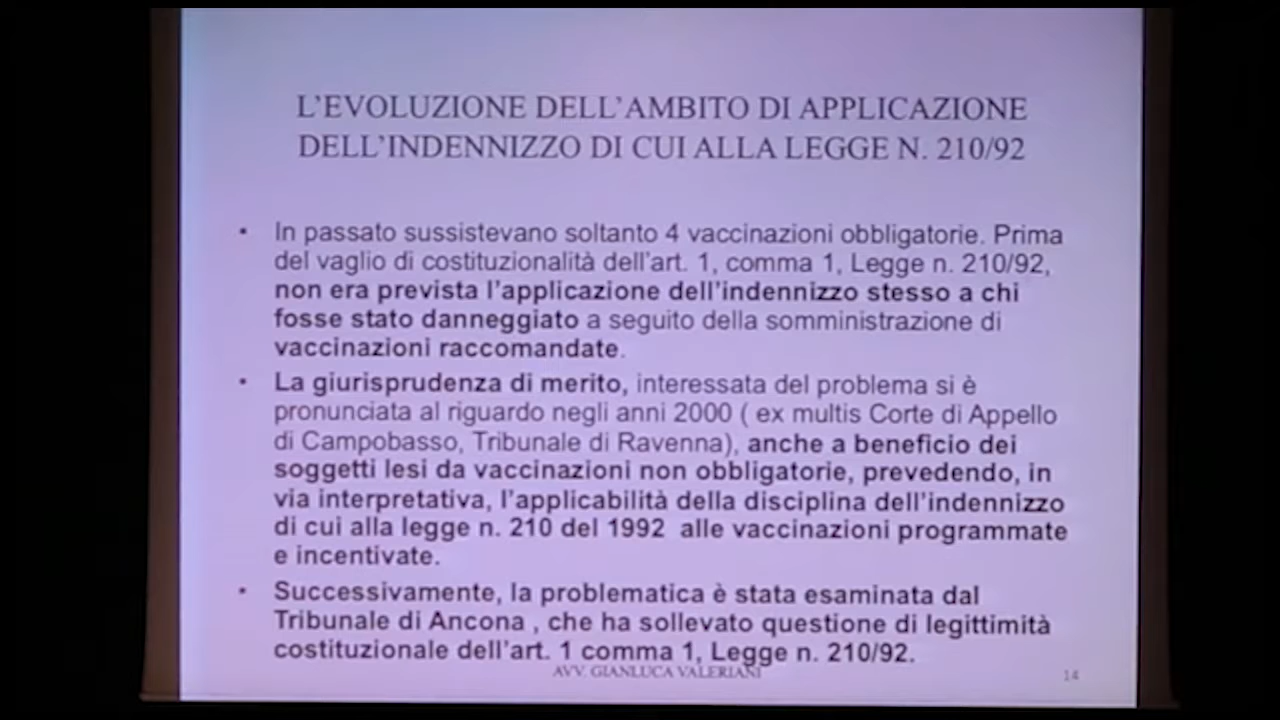 L'EVOLUZIONE DELL'AMBITO DI APPLICAZIONE
DELL'INDENNIZZO DI CUI ALLA LEGGE N. 210/92
• In passato sussistevano soltanto 4 vaccinazioni obbligatorie. Prima
del vaglio di costituzionalità dell'art. 1, comma 1, Legge n. 210/92,
non era prevista l'applicazione dell'indennizzo stesso a chi
fosse stato danneggiato a seguito della somministrazione di
vaccinazioni raccomandate.
• La giurisprudenza di merito, interessata del problema si è
pronunciata al riguardo negli anni 2000 ( ex multis Corte di Appello
di Campobasso, Tribunale di Ravenna), anche a beneficio dei
soggetti lesi da vaccinazioni non obbligatorie, prevedendo, in
via interpretativa, l'applicabilità della disciplina dell'indennizzo
di cui alla legge n. 210 del 1992 alle vaccinazioni programmate
e incentivate.
• Successivamente, la problematica è stata esaminata dal
Tribunale di Ancona , che ha sollevato questione di legittimità
costituzionale dell'art. 1 comma 1, Legge n. 210/92.
AVV. GIANLUCA VALERIANI
14